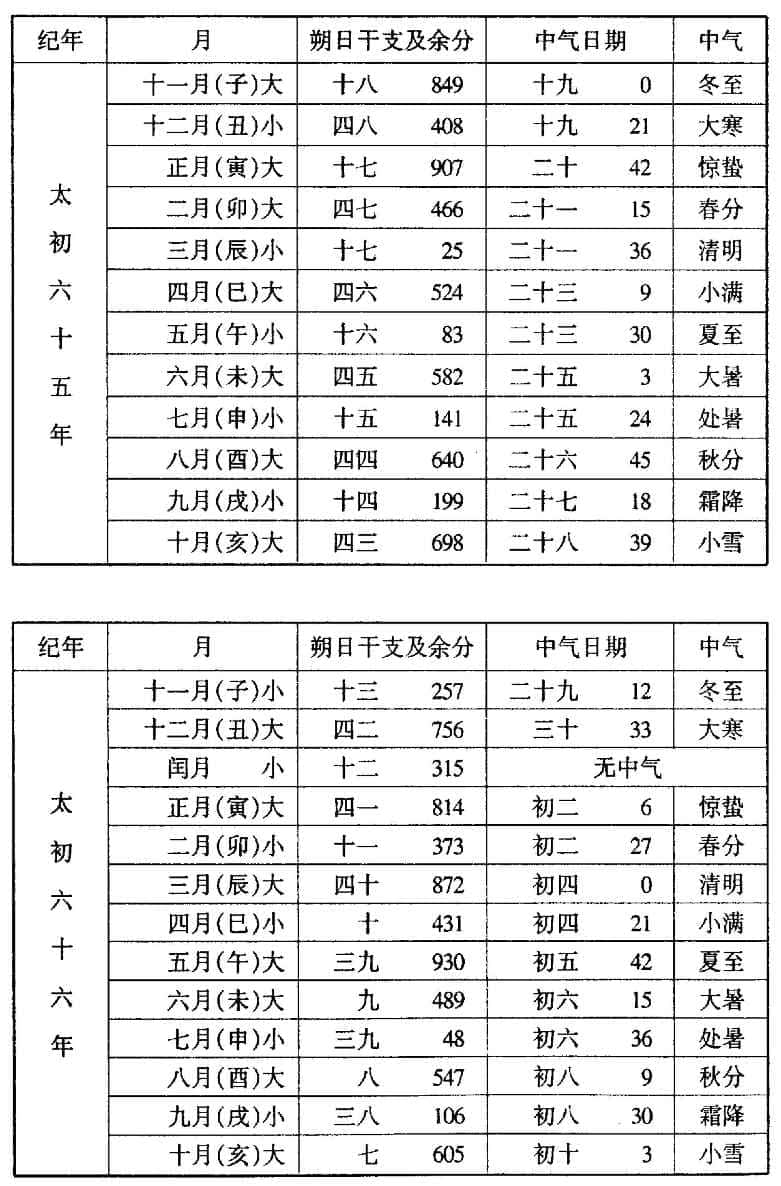 纪年 月 朔日干支及余分 中气日期 中气
太初六十五年
十一月(子)大 十八 849 十九 0 冬至
十二月(丑)小 四八 408 十九 21 大寒
正月(寅)大 十七 907 二十 42 惊蛰
二月(卯)大 四七 466 二十一 15 春分
三月(辰)小 十七 25 二十一 36 清明
四月(巳)大 四六 524 二十三 9 小满
五月(午)小 十六 83 二十三 30 夏至
六月(未)大 四五 582 二十五 3 大暑
七月(申)小 十五 141 二十五 24 处暑
八月(酉)大 四四 640 二十六 45 秋分
九月(戌)小 十四 199 二十七 18 霜降
十月(亥)大 四三 698 二十八 39 小雪
纪年 月 朔日干支及余分 中气日期 中气
太初六十六年
十一月(子)小 十三 257 二十九 12 冬至
十二月(丑)大 四二 756 三十 33 大寒
闰月 小 十二 315 无中气
正月(寅)大 四一 814 初二 6 惊蛰
二月(卯)小 十一 373 初二 27 春分
三月(辰)大 四十 872 初四 0 清明
四月(巳)小 十 431 初四 21 小满
五月(午)大 三九 930 初五 42 夏至
六月(未)大 九 489 初六 15 大暑
七月(申)小 三九 48 初六 36 处暑
八月(酉)大 八 547 初八 9 秋分
九月(戌)小 三八 106 初八 30 霜降
十月(亥)大 七 605 初十 3 小雪